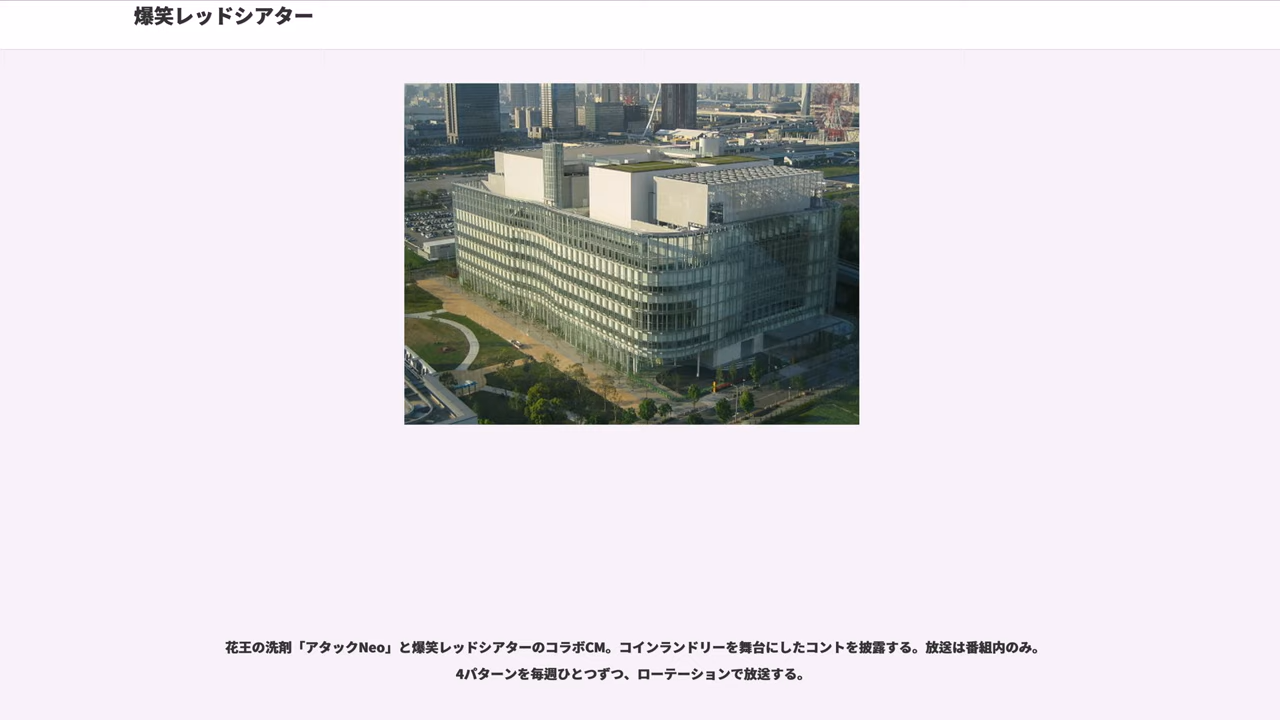 爆笑レッドシアター
花王の洗剤「アタックNeo」と爆笑レッドシアターのコラボCM。コインランドリーを舞台にしたコントを披露する。放送は番組内のみ。
4パターンを毎週ひとつずつ、ローテーションで放送する。